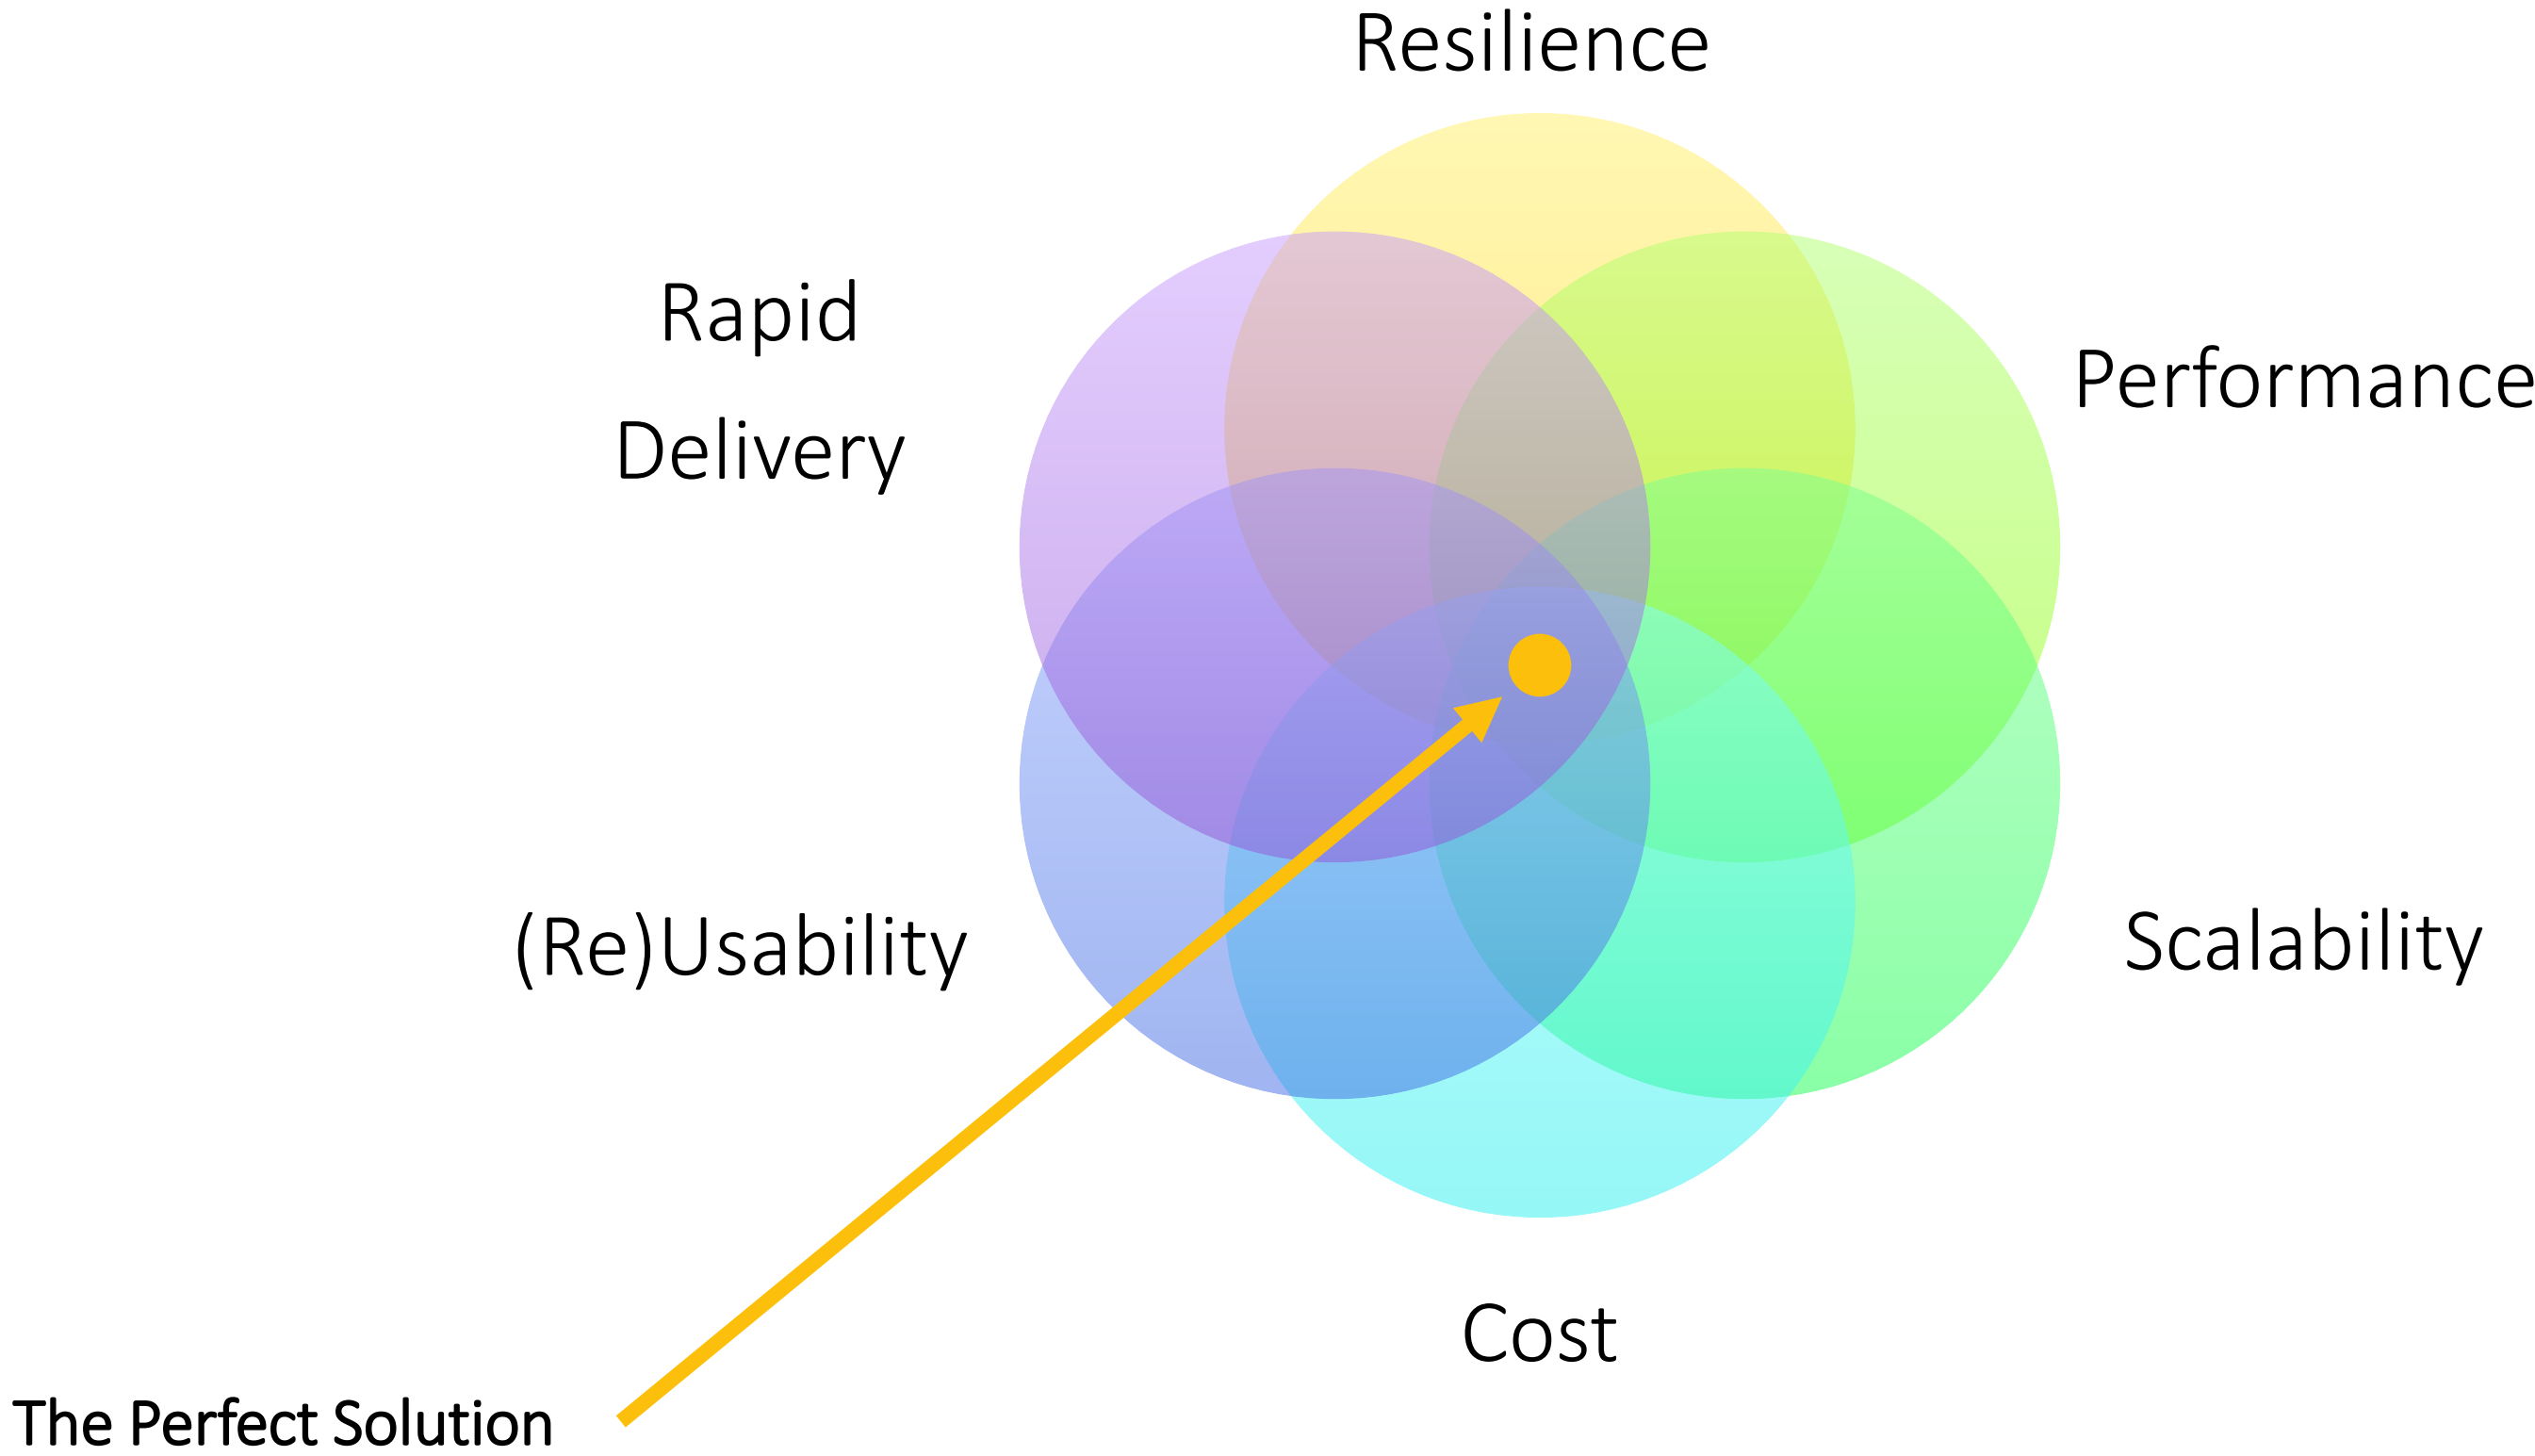 Resilience
Rapid
Delivery
Performance
(Re)Usability
Scalability
Cost
The Perfect Solution